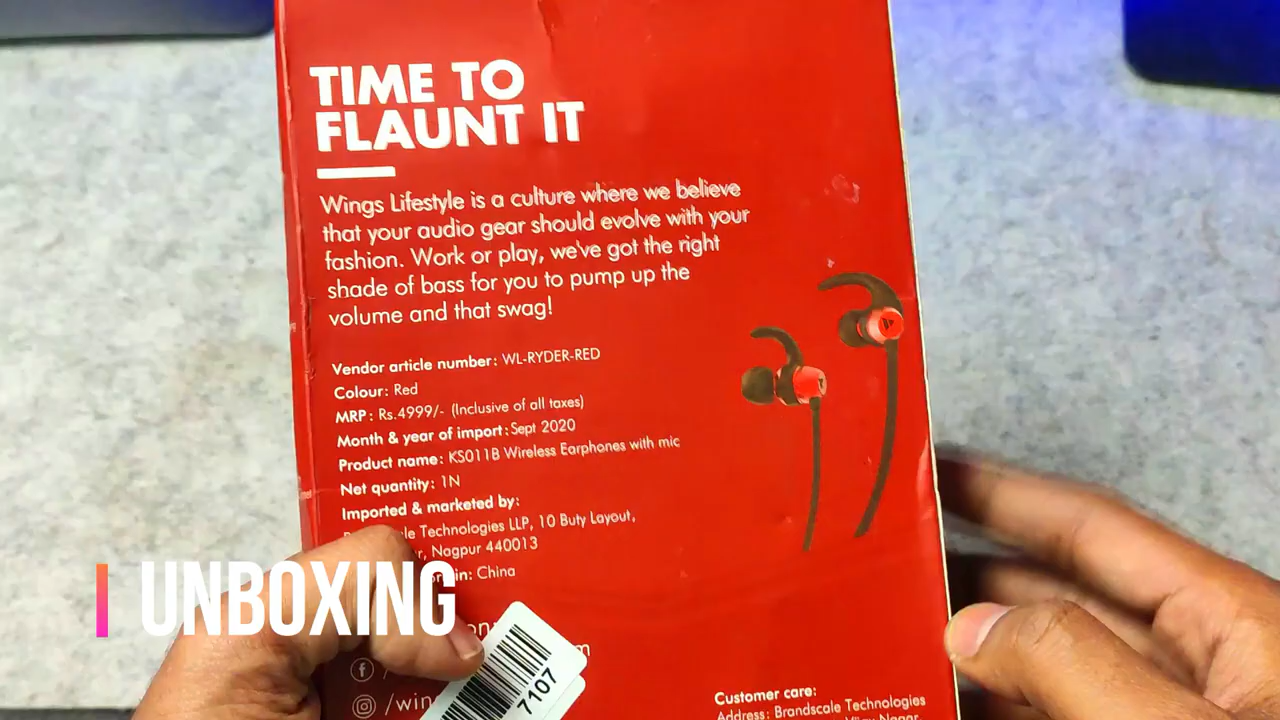 TIME TO
FLAUNT IT
Wings Lifestyle is a culture where we believe
that your audio gear should evolve with your
fashion. Work or play, we've got the right
shade of bass for you to pump up the
volume and that swag!
Vendor article number: WL-RYDER-RED
Colour: Red
MRP: Rs.4999/- (Inclusive of all taxes)
Month & year of import: Sept 2020
Product name: KS011B Wireless Earphones with mic
Net quantity: 1N
Imported & marketed by:
Technologies LLP, 10 Buty Layout,
Nagpur 440013
China
UNBOXING
7107
Customer care:
Address: Brandscale Technologies